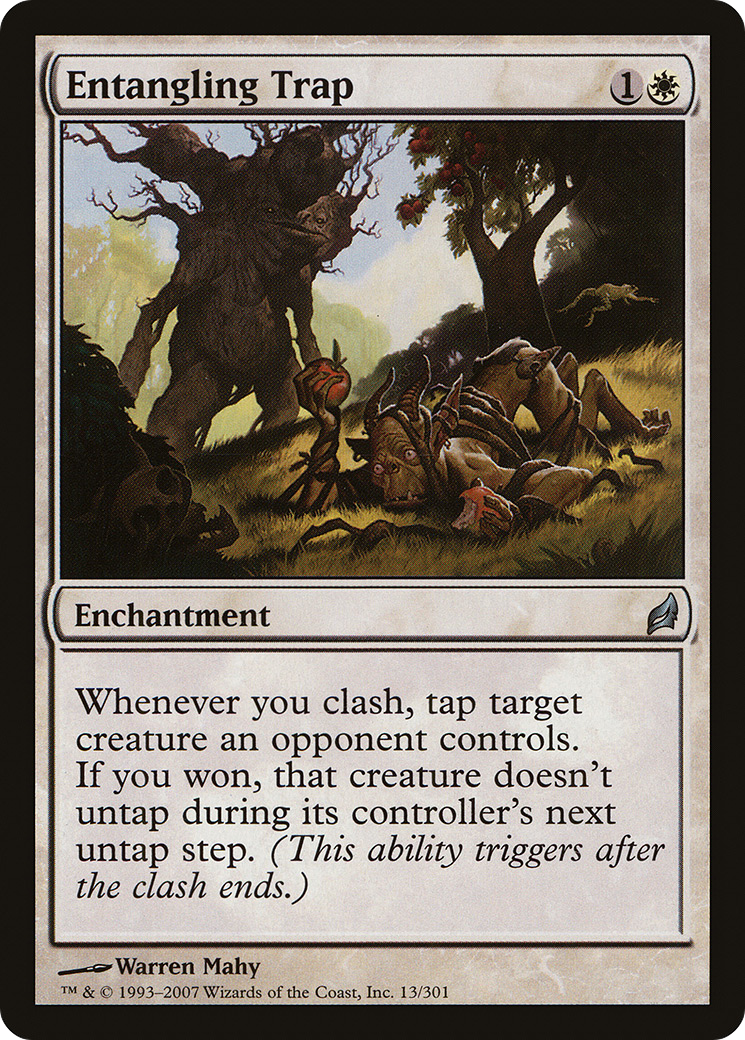 Entangling Trap 1
Enchantment
Whenever you clash, tap target
creature an opponent controls.
If you won, that creature doesn't
untap during its controller's next
untap step. (This ability triggers after
the clash ends.)
Warren Mahy
™ & © 1993–2007 Wizards of the Coast, Inc. 13/301